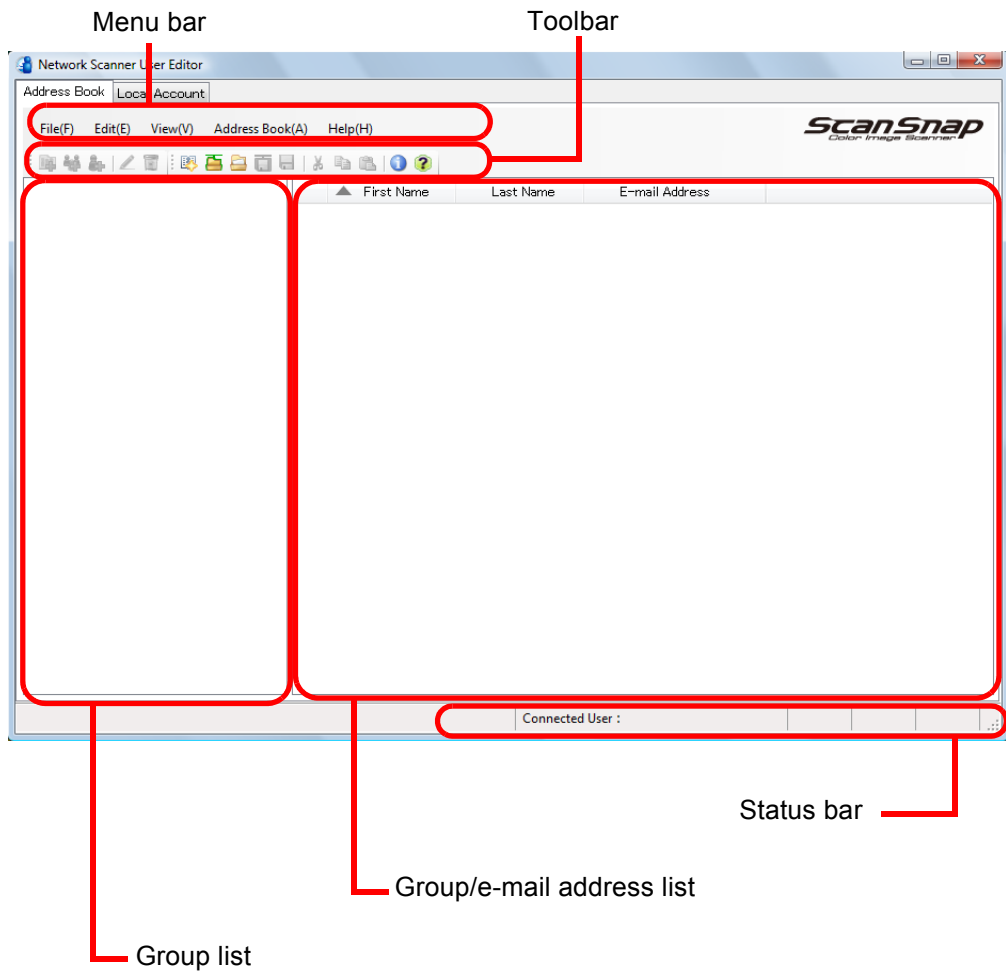 Menu bar
Toolbar
Network Scanner User Editor
Address Book Local Account
File(F) Edit(E) View(V) Address Book(A) Help(H)
ScanSnap
Color Image Scanner
First Name Last Name E-mail Address
Connected User :
Status bar
Group/e-mail address list
Group list